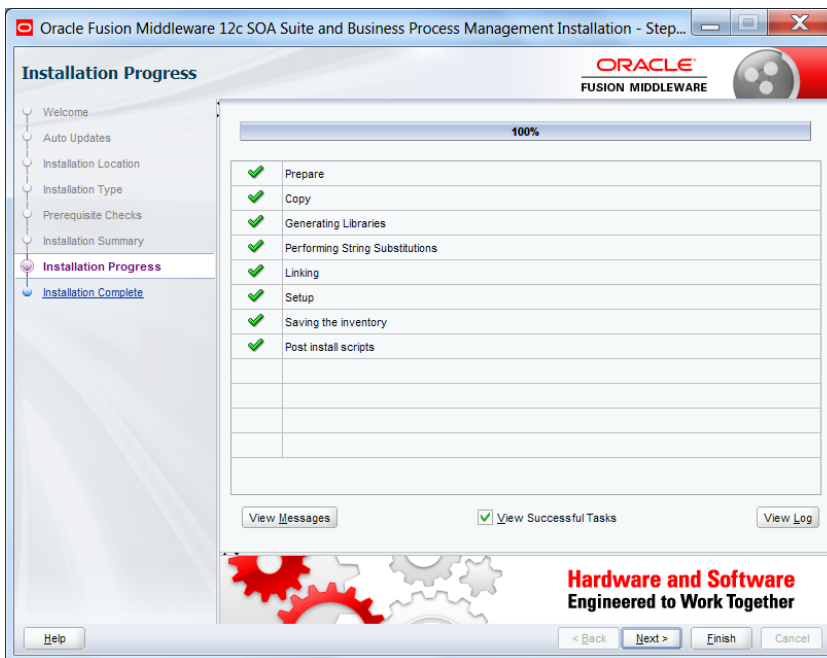 Oracle Fusion Middleware 12c SOA Suite and Business Process Management Installation - Step...
Installation Progress
ORACLE
FUSION MIDDLEWARE
Welcome
Auto Updates
Installation Location
Installation Type
Prerequisite Checks
Installation Summary
Installation Progress
Installation Complete
100%
Prepare
Copy
Generating Libraries
Performing String Substitutions
Linking
Setup
Saving the inventory
Post install scripts
View Messages
View Successful Tasks
View Log
Hardware and Software
Engineered to Work Together
Help
< Back
Next >
Finish
Cancel